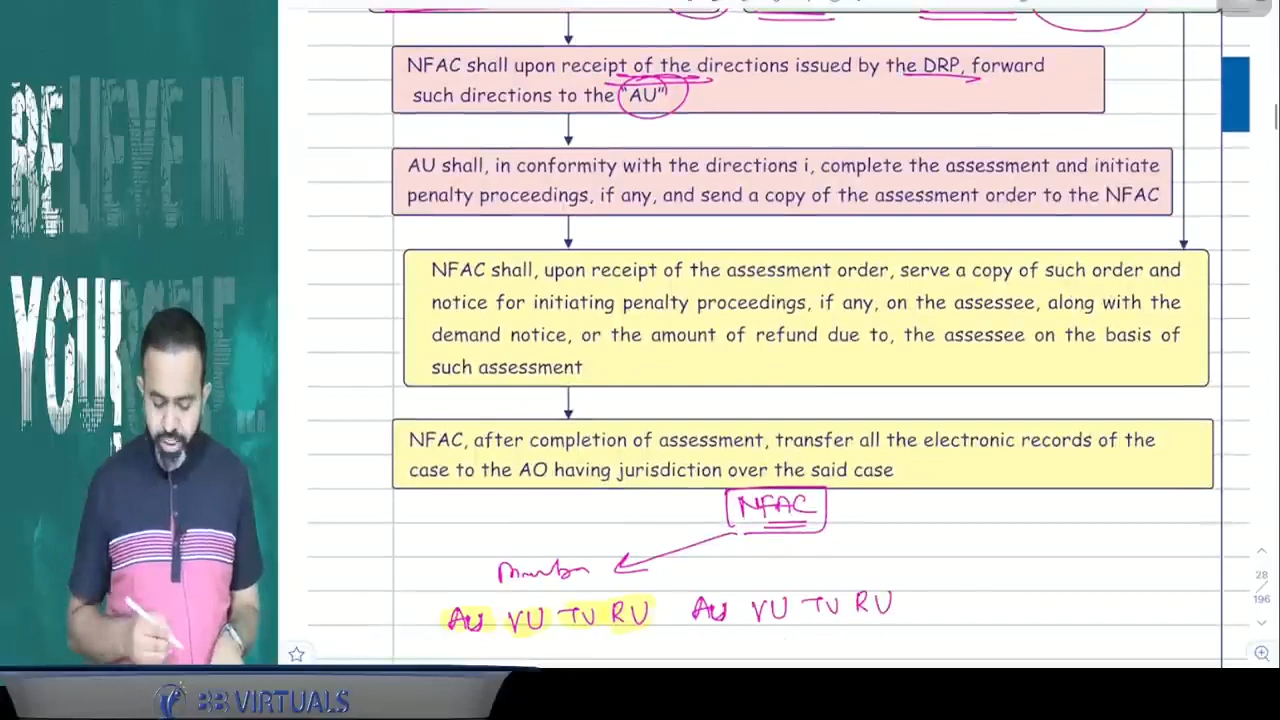 BELIEVE IN
YOURSELF...
NFAC shall upon receipt of the directions issued by the DRP, forward
such directions to the "AU"
AU shall, in conformity with the directions i, complete the assessment and initiate
penalty proceedings, if any, and send a copy of the assessment order to the NFAC
NFAC shall, upon receipt of the assessment order, serve a copy of such order and
notice for initiating penalty proceedings, if any, on the assessee, along with the
demand notice, or the amount of refund due to, the assessee on the basis of
such assessment
NFAC, after completion of assessment, transfer all the electronic records of the
case to the AO having jurisdiction over the said case
NFAC
AU VU TU RU AU VU TU RU
28
196
BB VIRTUALS